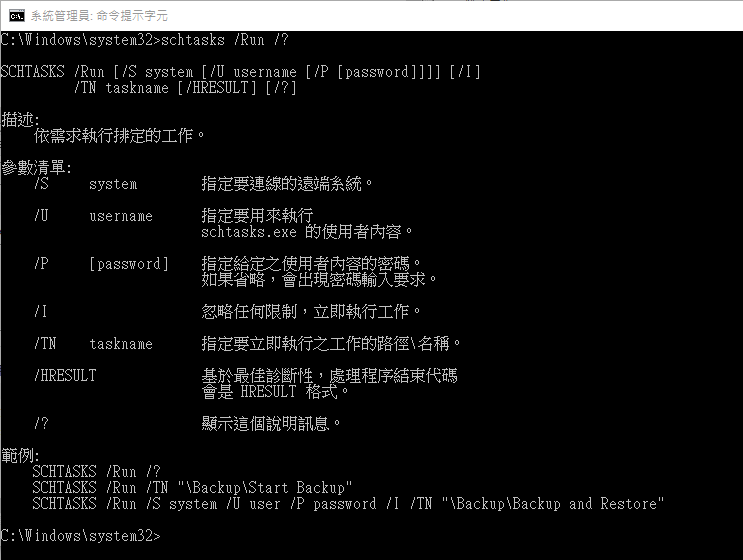 系統管理員: 命令提示字元
C:\Windows\system32>schtasks /Run /?
SCHTASKS /Run [/S system [/U username [/P [password]]]] [/I]
/TN taskname [/HRESULT] [/?]
描述:
依需求執行排定的工作。
參數清單:
/S system 指定要連線的遠端系統。
/U username 指定要用來執行
schtasks.exe 的使用者內容。
/P [password] 指定給定之使用者內容的密碼。
如果省略，會出現密碼輸入要求。
/I 忽略任何限制，立即執行工作。
/TN taskname 指定要立即執行之工作的路徑\名稱。
/HRESULT 基於最佳診斷性，處理程序結束代碼
會是 HRESULT 格式。
/? 顯示這個說明訊息。
範例:
SCHTASKS /Run /?
SCHTASKS /Run /TN "\Backup\Start Backup"
SCHTASKS /Run /S system /U user /P password /I /TN "\Backup\Backup and Restore"
C:\Windows\system32>